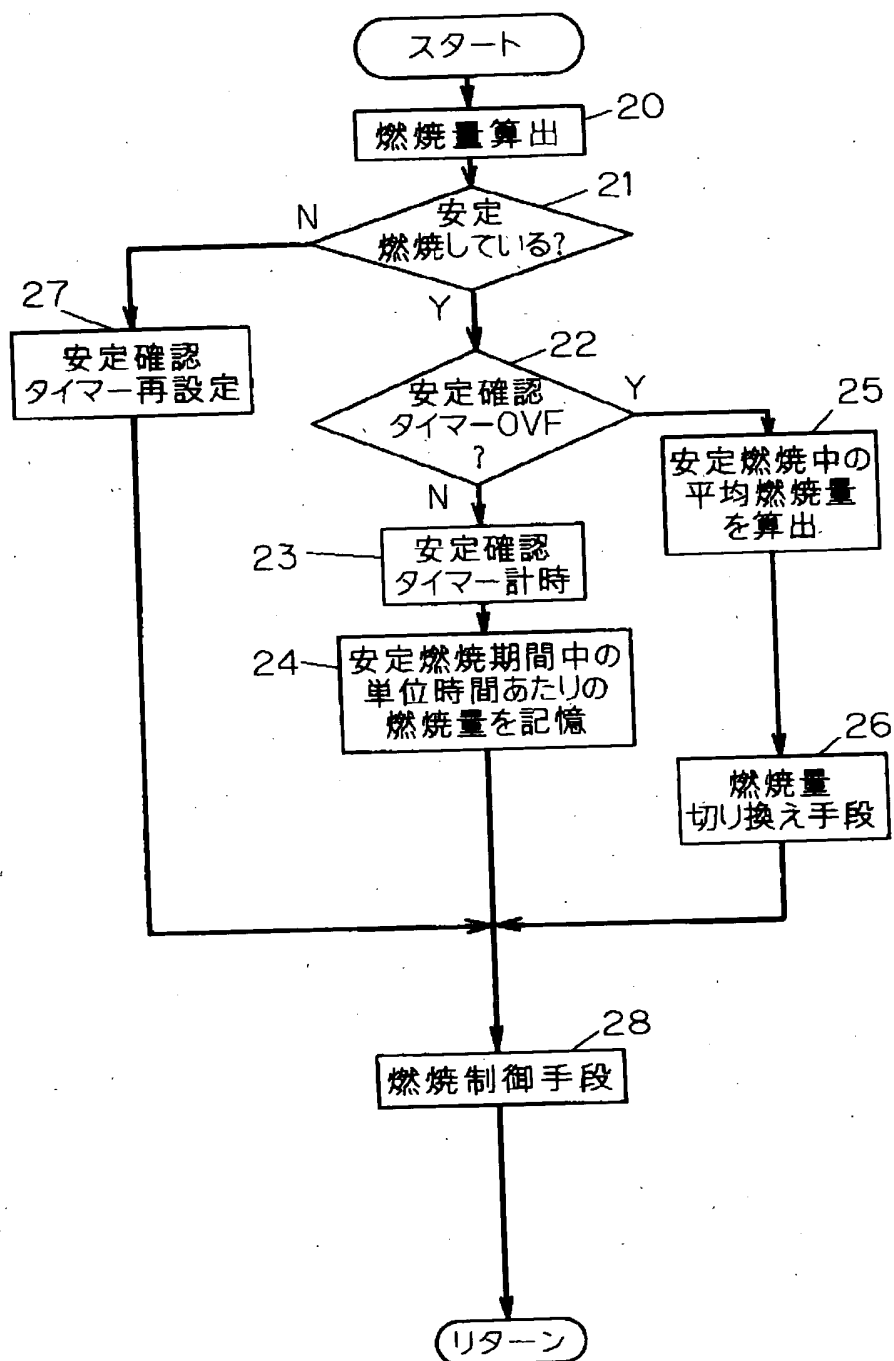 スタート
20
燃焼量算出
21
安定
燃焼している?
N
Y
27
安定確認
タイマー再設定
22
安定確認
タイマーOVF
?
Y
N
25
安定燃焼中の
平均燃焼量
を算出
23
安定確認
タイマー計時
24
安定燃焼期間中の
単位時間あたりの
燃焼量を記憶
26
燃焼量
切り換え手段
28
燃焼制御手段
リターン